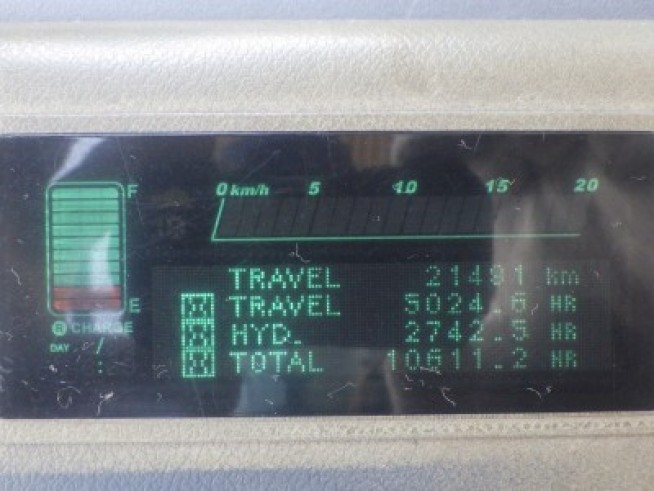 F
0 km/h 5 10 15 20
E
TRAVEL 21491 km
TRAVEL 5024.6 HR
® CHARGE
HYD. 2742.5 HR
DAY /
:
TOTAL 10611.2 HR